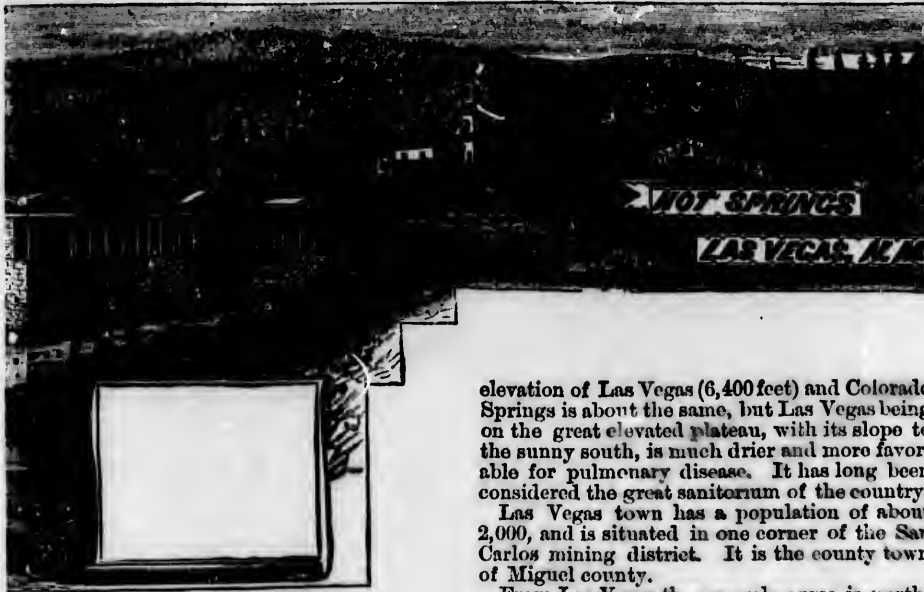 HOT SPRINGS
LAS VEGAS, N. M.
elevation of Las Vegas (6,400 feet) and Colorado
Springs is about the same, but Las Vegas being
on the great elevated plateau, with its slope to
the sunny south, is much drier and more favor
able for pulmonary disease. It has long been
considered the great sanitorium of the country
Las Vegas town has a population of about
2,000, and is situated in one corner of the San
Carlos mining district. It is the county town
of Miguel county.